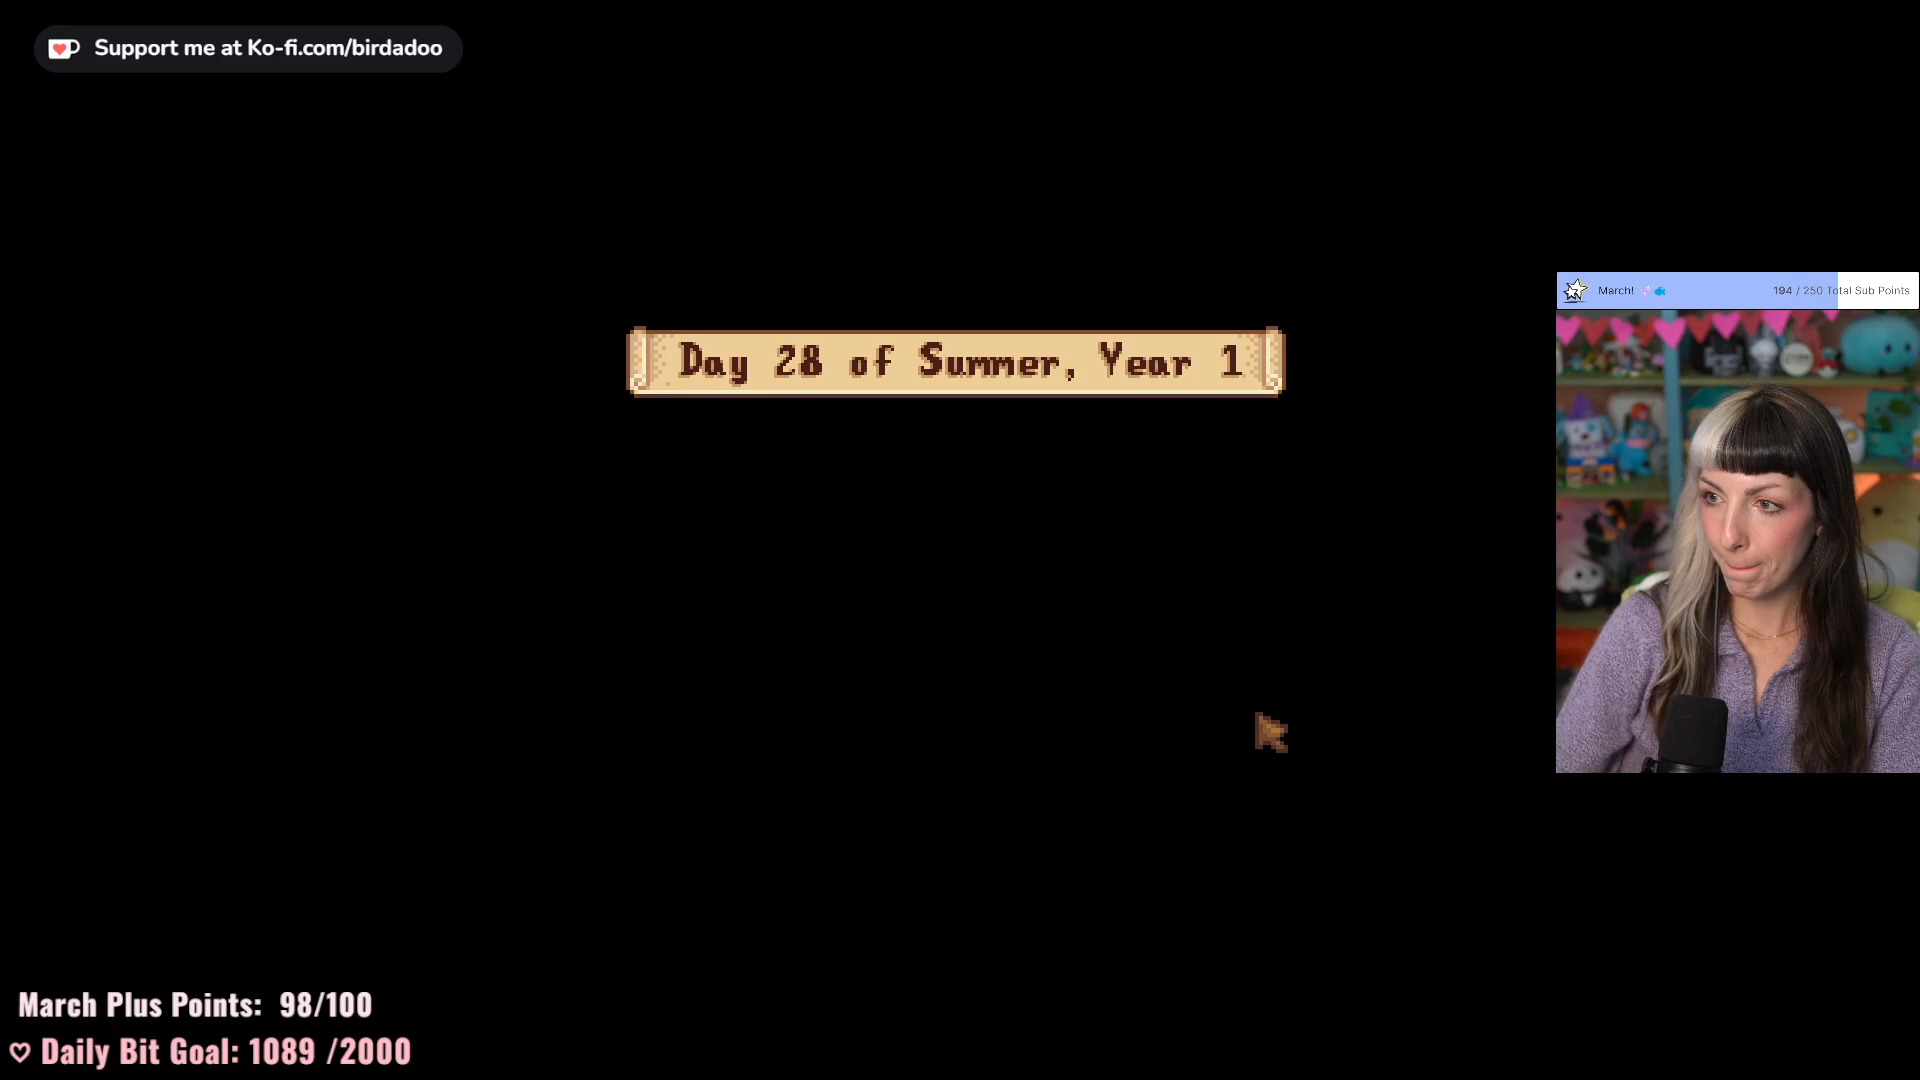 Support me at Ko-fi.com/birdadoo
Day 28 of Summer, Year 1
March!
194 / 250 Total Sub Points
March Plus Points: 98/100
♡ Daily Bit Goal: 1089 /2000